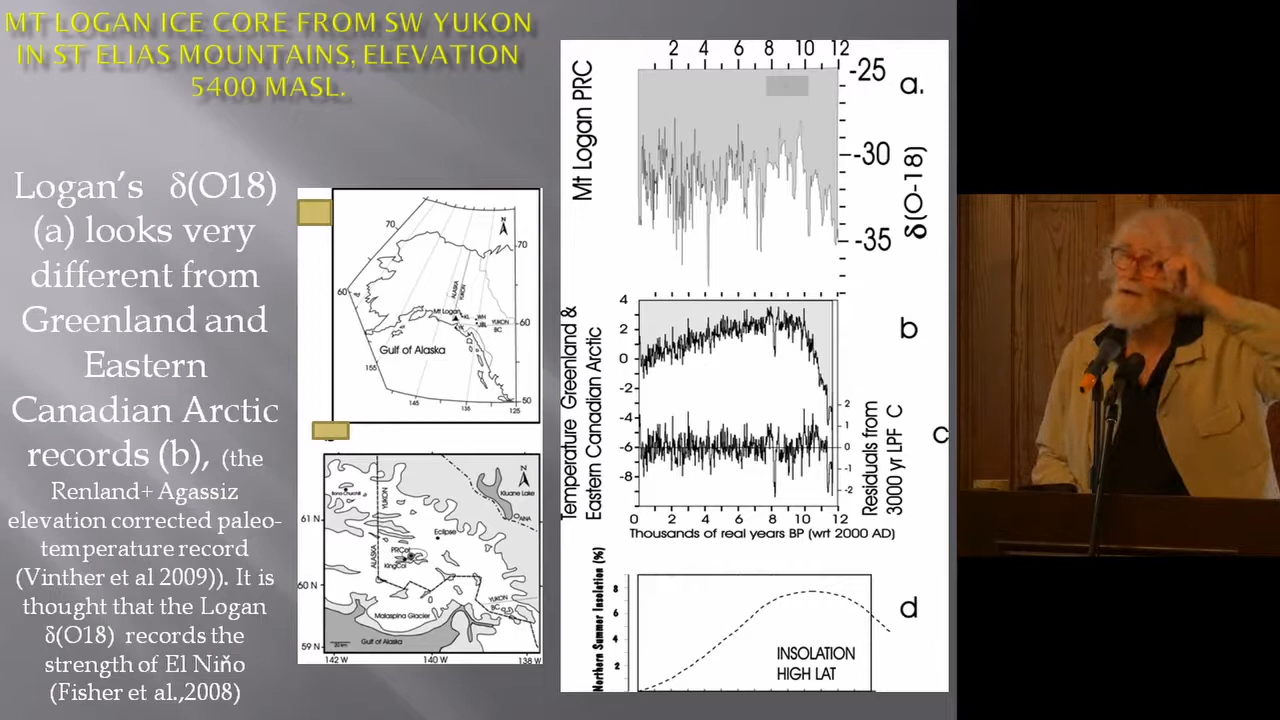 MT LOGAN ICE CORE FROM SW YUKON
IN ST ELIAS MOUNTAINS, ELEVATION
5400 MASL.
Logan's δ(O18)
(a) looks very
different from
Greenland and
Eastern
Canadian Arctic
records (b), (the
Renland+ Agassiz
elevation corrected paleo-
temperature record
(Vinther et al 2009)). It is
thought that the Logan
δ(O18) records the
strength of El Niňo
(Fisher et al.,2008)
N
70
70
60
60
50
ALASKA
YUKON
Mt Logan
WH
YUKON
BC
Gulf of Alaska
155
145
135
125
N
Kluane Lake
YUKON
ALASKA
61 N
Eclipse
PRCol
KingCol
60 N
YUKON
BC
Malaspina Glacier
Gulf of Alaska
59 N
142 W
140 W
138 W
2 4 6 8 10 12
Mt Logan PRC
-25
-30
-35
δ(O-18)
a.
4
2
0
-2
-4
-6
-8
Temperature Greenland &
Eastern Canadian Arctic
b
2
1
0
-1
-2
Residuals from
3000 yr LPF C
c
0 2 4 6 8 10 12
Thousands of real years BP (wrt 2000 AD)
Northern Summer Insolation (%)
8
6
4
2
INSOLATION
HIGH LAT
d